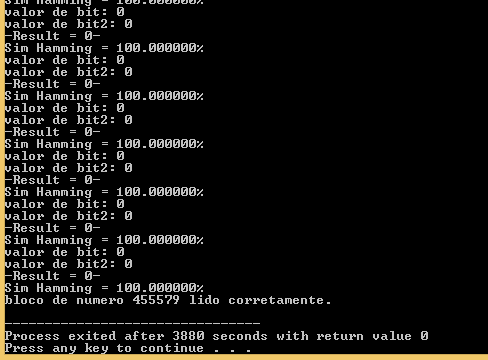 Sim Hamming = 100.000000%
valor de bit: 0
valor de bit2: 0
-Result = 0-
Sim Hamming = 100.000000%
valor de bit: 0
valor de bit2: 0
-Result = 0-
Sim Hamming = 100.000000%
valor de bit: 0
valor de bit2: 0
-Result = 0-
Sim Hamming = 100.000000%
valor de bit: 0
valor de bit2: 0
-Result = 0-
Sim Hamming = 100.000000%
valor de bit: 0
valor de bit2: 0
-Result = 0-
Sim Hamming = 100.000000%
valor de bit: 0
valor de bit2: 0
-Result = 0-
Sim Hamming = 100.000000%
bloco de numero 455579 lido corretamente.
--------------------------------
Process exited after 3880 seconds with return value 0
Press any key to continue . . .